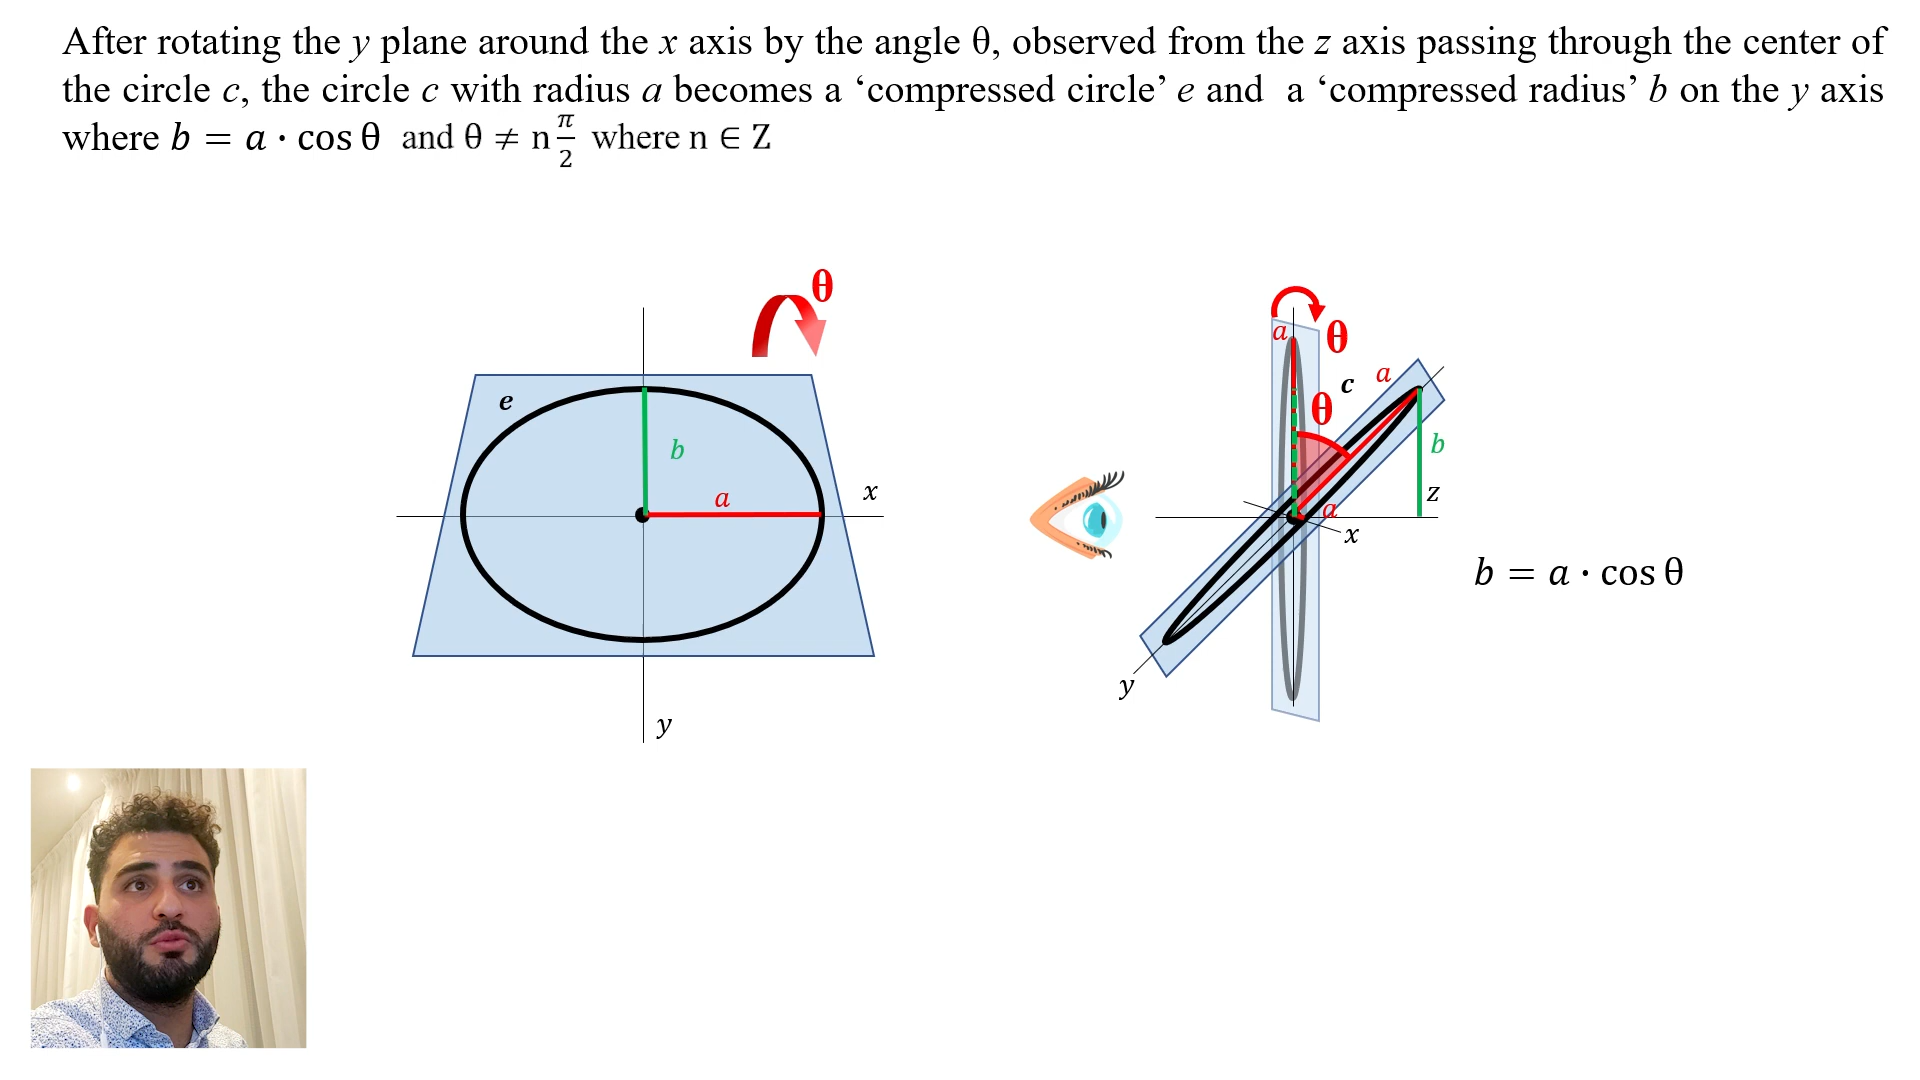 After rotating the y plane around the x axis by the angle θ, observed from the z axis passing through the center of
the circle c, the circle c with radius a becomes a ‘compressed circle’ e and a ‘compressed radius’ b on the y axis
where b = a · cos θ and θ ≠ n π/2 where n ∈ Z
θ
e
b
a
x
y
a
θ
c
a
θ
b
z
a
x
y
b = a · cos θ